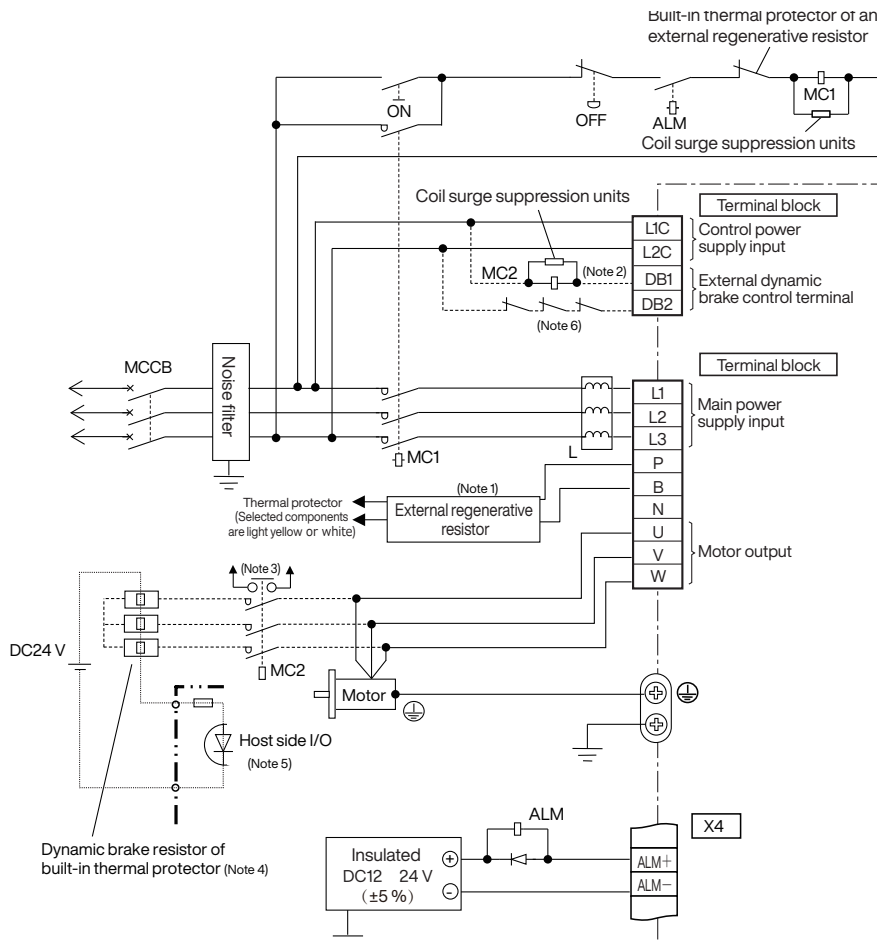 Built-in thermal protector of an
external regenerative resistor
ON
OFF
ALM
MC1
Coil surge suppression units
Coil surge suppression units
Terminal block
L1C
L2C
Control power
supply input
MC2
(Note 2)
DB1
DB2
External dynamic
brake control terminal
(Note 6)
MCCB
Noise filter
Terminal block
L1
L2
L3
Main power
supply input
MC1
L
P
B
N
(Note 1)
Thermal protector
(Selected components
are light yellow or white)
External regenerative
resistor
U
V
W
Motor output
(Note 3)
DC24 V
MC2
Motor
Host side I/O
(Note 5)
Dynamic brake resistor of
built-in thermal protector (Note 4)
ALM
X4
Insulated
DC12 24 V
(±5 %)
+
-
ALM+
ALM-